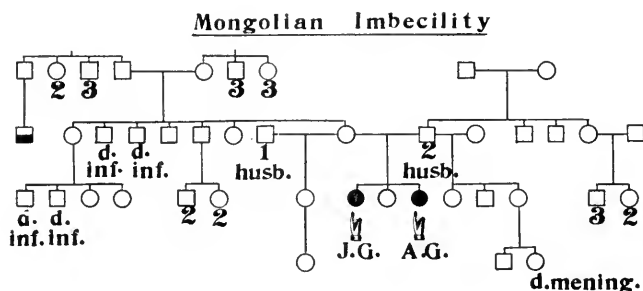 Mongolian Imbecility
2 3 3 3
d. d. 1 2
inf. inf. husb. husb.
d. d. 2 2 3 2
inf. inf. J.G. A.G.
d.mening.